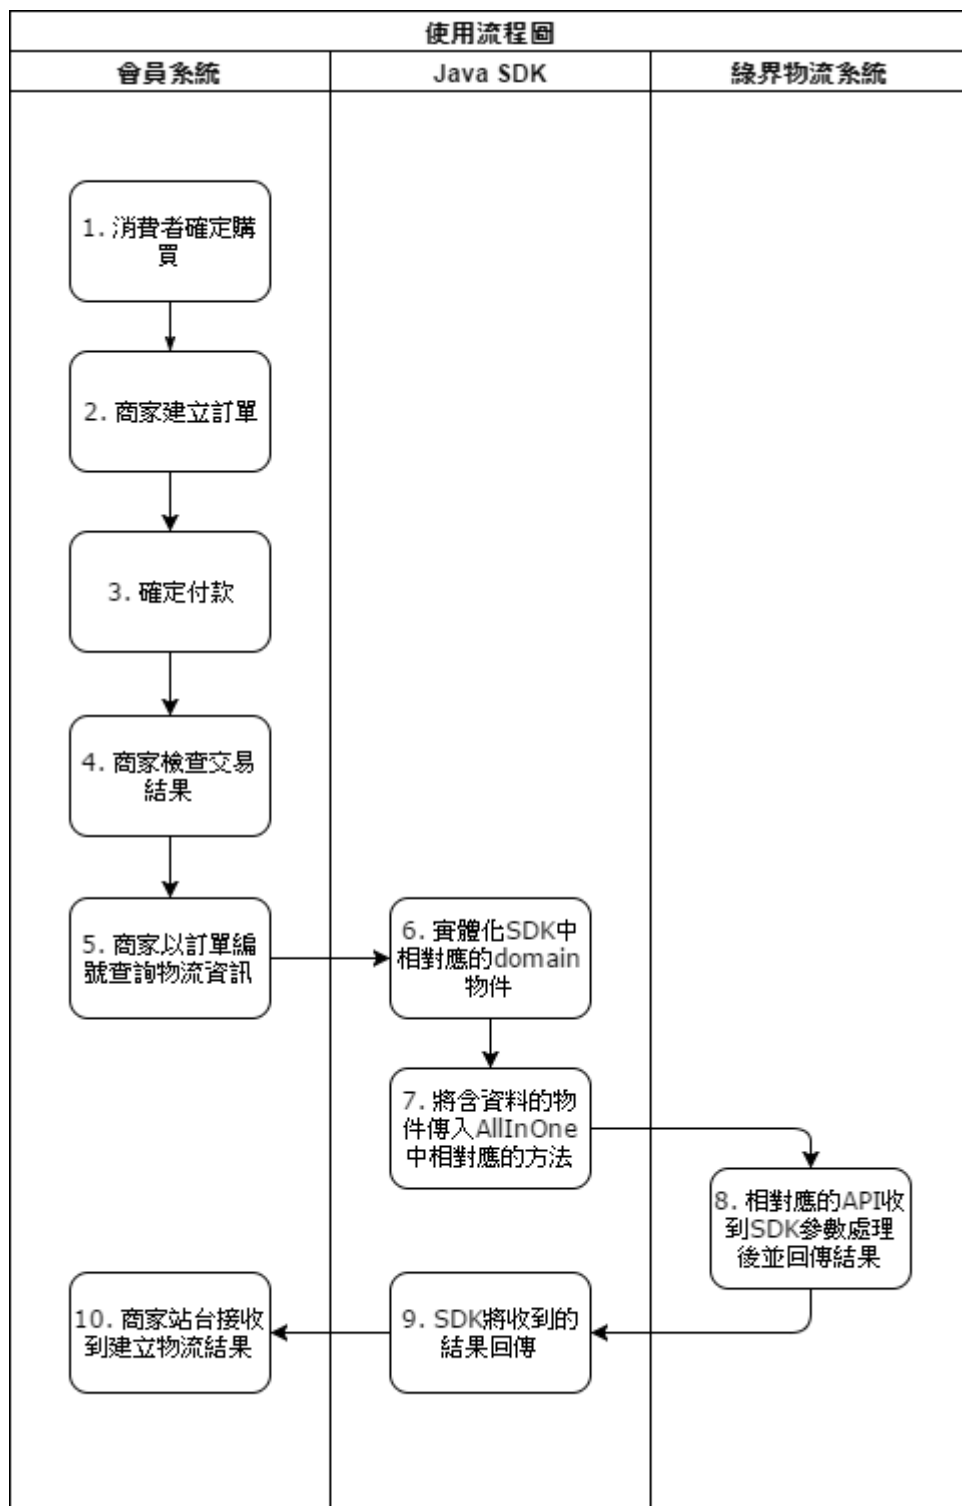 使用流程圖
會員系統
Java SDK
綠界物流系統
1. 消費者確定購
買
2. 商家建立訂單
3. 確定付款
4. 商家檢查交易
結果
5. 商家以訂單編
號查詢物流資訊
6. 實體化SDK中
相對應的domain
物件
7. 將含資料的物
件傳入AllInOne
中相對應的方法
8. 相對應的API收
到SDK參數處理
後並回傳結果
9. SDK將收到的
結果回傳
10. 商家站台接收
到建立物流結果